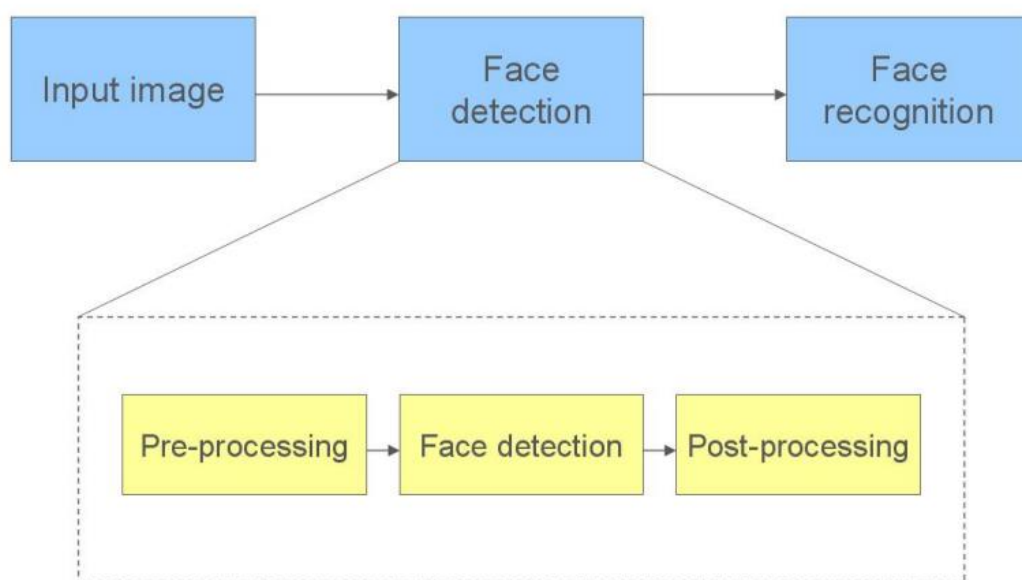 Input image
Face
detection
Face
recognition
Pre-processing
Face detection
Post-processing